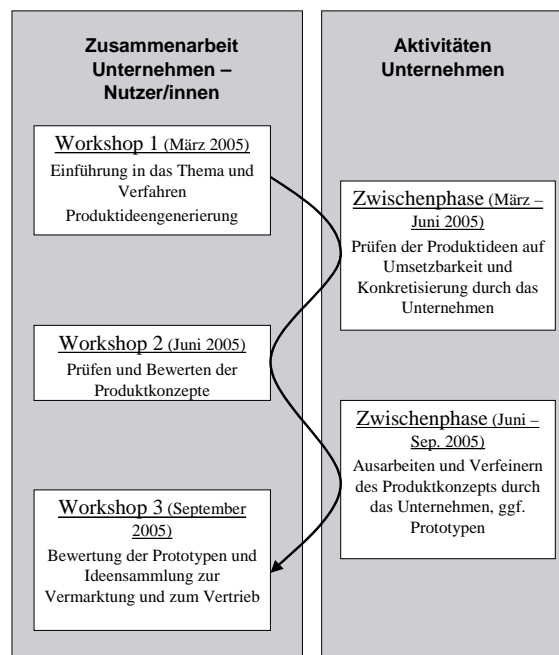 Zusammenarbeit
Unternehmen –
Nutzer/innen
Workshop 1 (März 2005)
Einführung in das Thema und
Verfahren
Produktideengenerierung
Workshop 2 (Juni 2005)
Prüfen und Bewerten der
Produktkonzepte
Workshop 3 (September
2005)
Bewertung der Prototypen und
Ideensammlung zur
Vermarktung und zum Vertrieb
Aktivitäten
Unternehmen
Zwischenphase (März –
Juni 2005)
Prüfen der Produktideen auf
Umsetzbarkeit und
Konkretisierung durch das
Unternehmen
Zwischenphase (Juni –
Sep. 2005)
Ausarbeiten und Verfeinern
des Produktkonzepts durch
das Unternehmen, ggf.
Prototypen